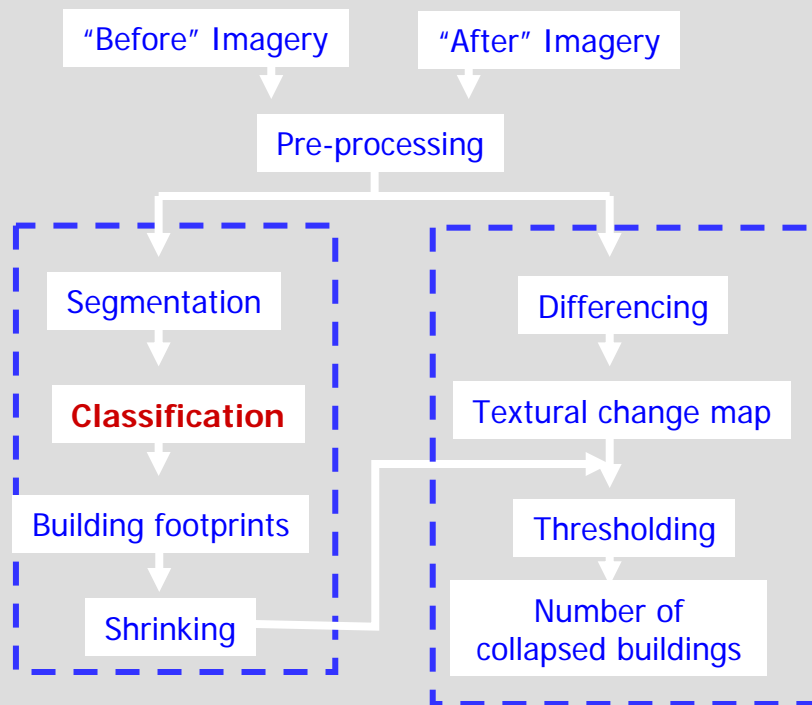 “Before” Imagery
“After” Imagery
Pre-processing
Segmentation
Classification
Building footprints
Shrinking
Differencing
Textural change map
Thresholding
Number of
collapsed buildings